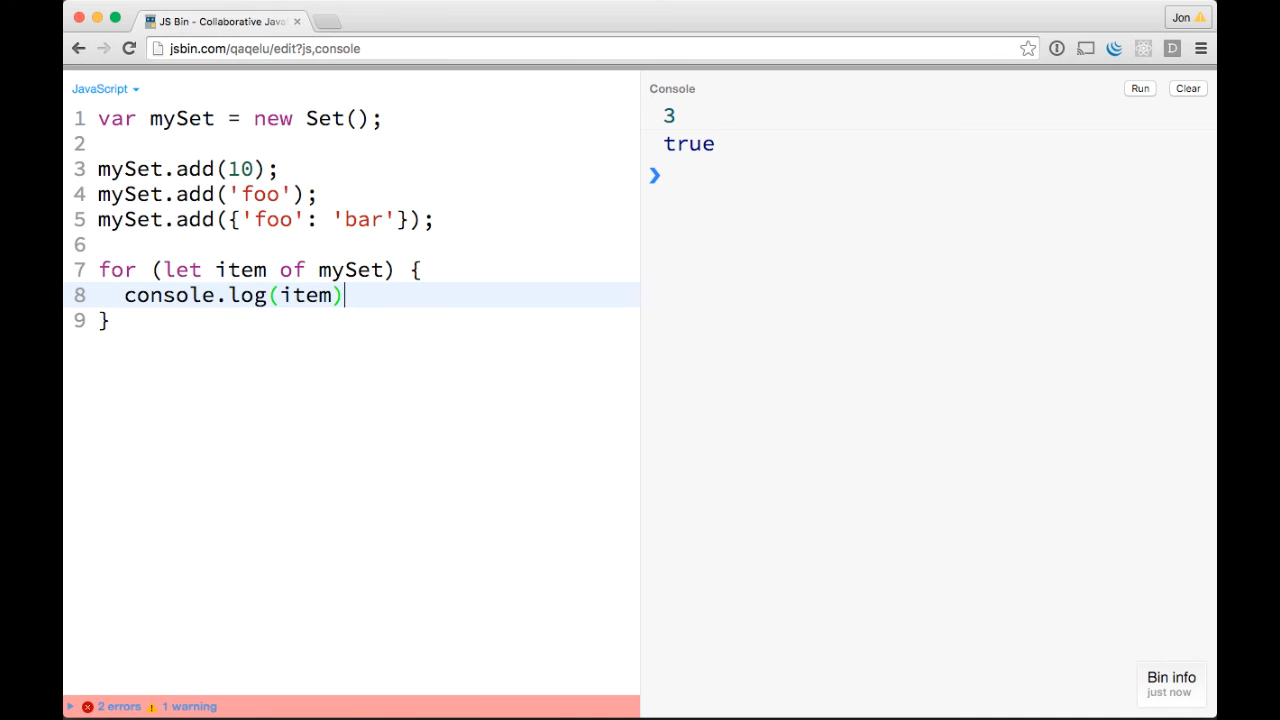 JS Bin - Collaborative Java
Jon
jsbin.com/qaqelu/edit?js,console
D
JavaScript
1 var mySet = new Set();
2
3 mySet.add(10);
4 mySet.add('foo');
5 mySet.add({'foo': 'bar'});
6
7 for (let item of mySet) {
8 console.log(item)
9 }
2 errors 1 warning
Console
Run
Clear
3
true
Bin info
just now